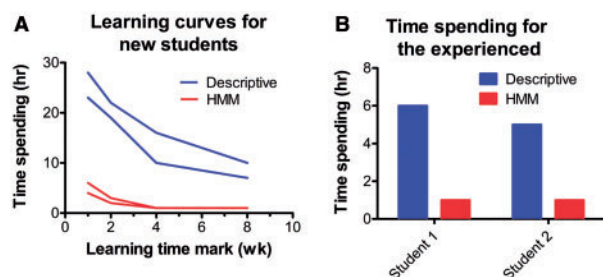 A
Learning curves for
new students
Time spending (hr)
30
20
10
0
Descriptive
HMM
0 2 4 6 8 10
Learning time mark (wk)
B
Time spending for
the experienced
Time spending (hr)
8
6
4
2
0
Descriptive
HMM
Student 1
Student 2